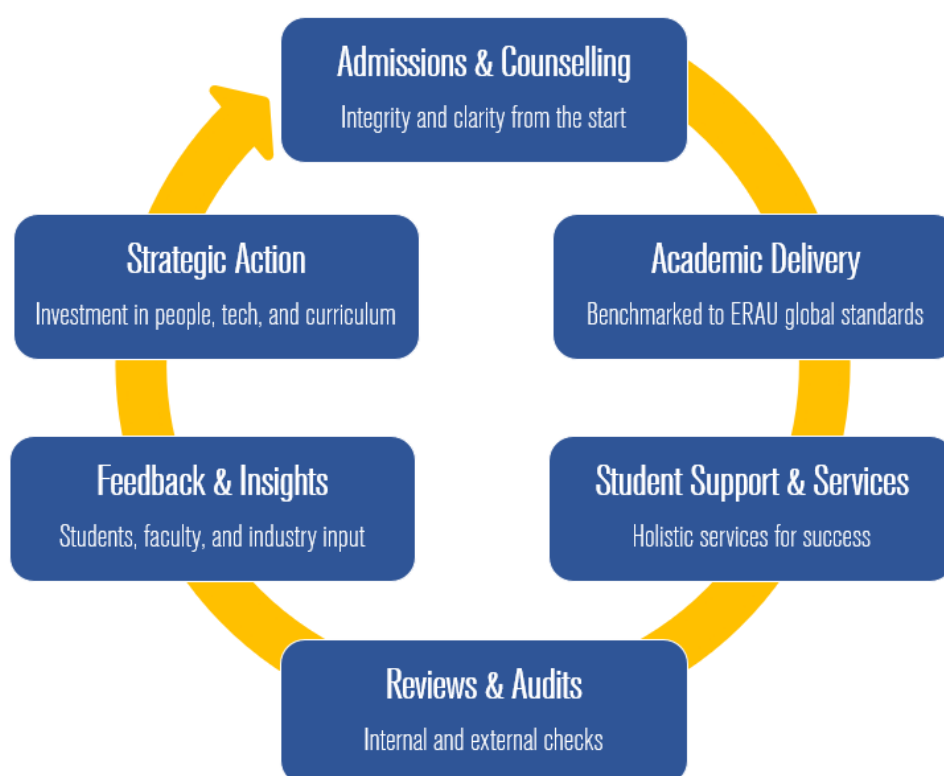 Admissions & Counselling
Integrity and clarity from the start
Strategic Action
Investment in people, tech, and curriculum
Academic Delivery
Benchmarked to ERAU global standards
Feedback & Insights
Students, faculty, and industry input
Student Support & Services
Holistic services for success
Reviews & Audits
Internal and external checks